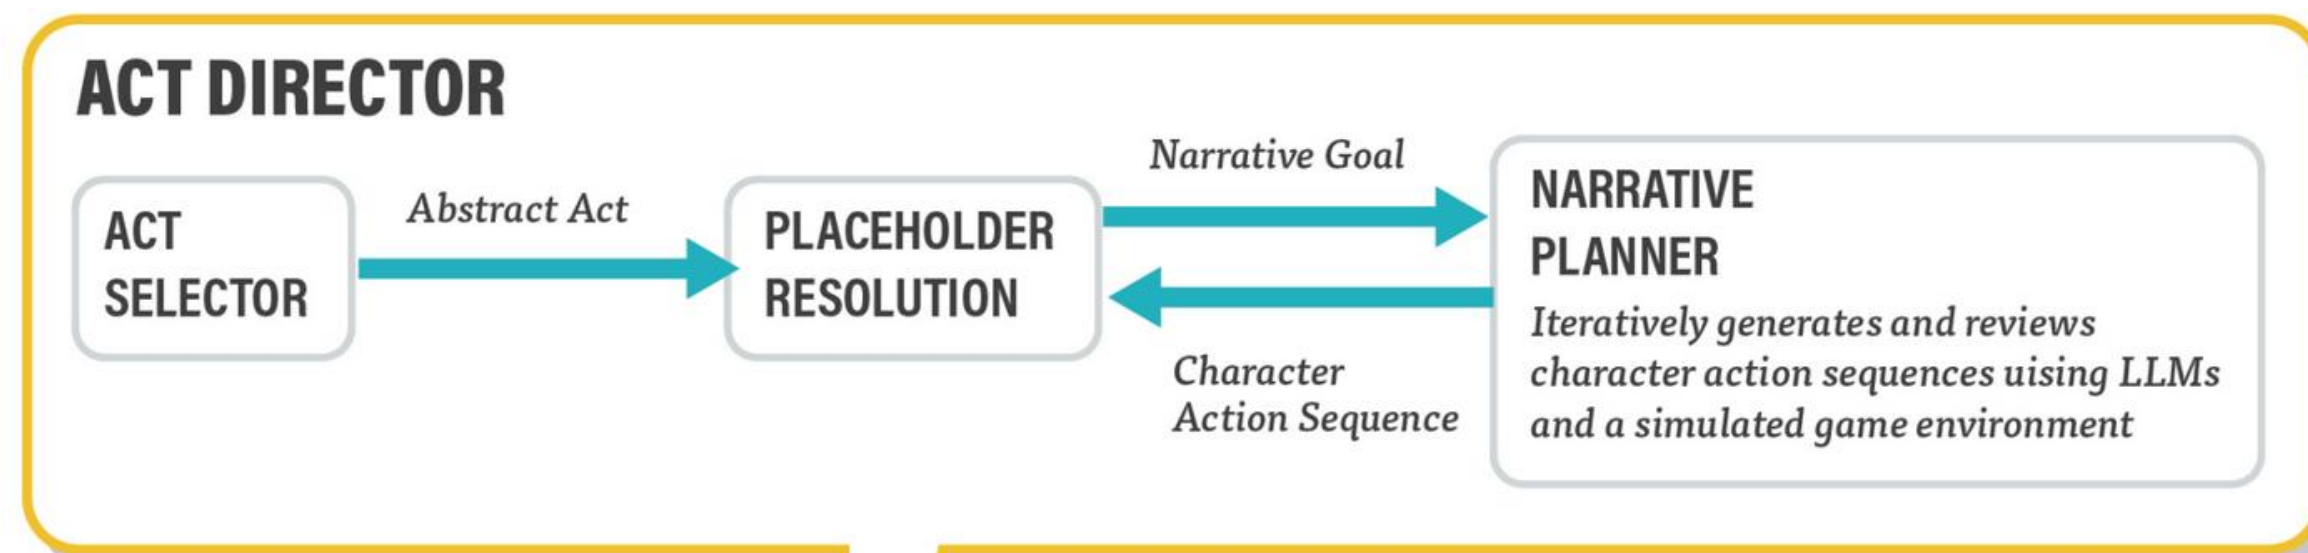 ACT DIRECTOR
ACT
SELECTOR
Abstract Act
PLACEHOLDER
RESOLUTION
Narrative Goal
Character
Action Sequence
NARRATIVE
PLANNER
Iteratively generates and reviews
character action sequences uising LLMs
and a simulated game environment